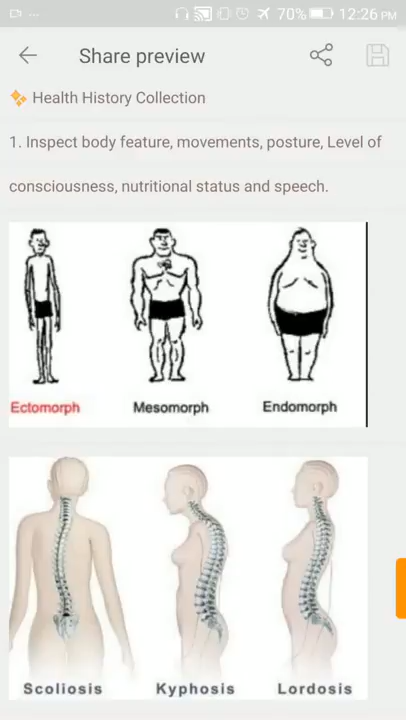 ... 70% 12:26 PM
Share preview
✨ Health History Collection
1. Inspect body feature, movements, posture, Level of
consciousness, nutritional status and speech.
Ectomorph Mesomorph Endomorph
Scoliosis Kyphosis Lordosis